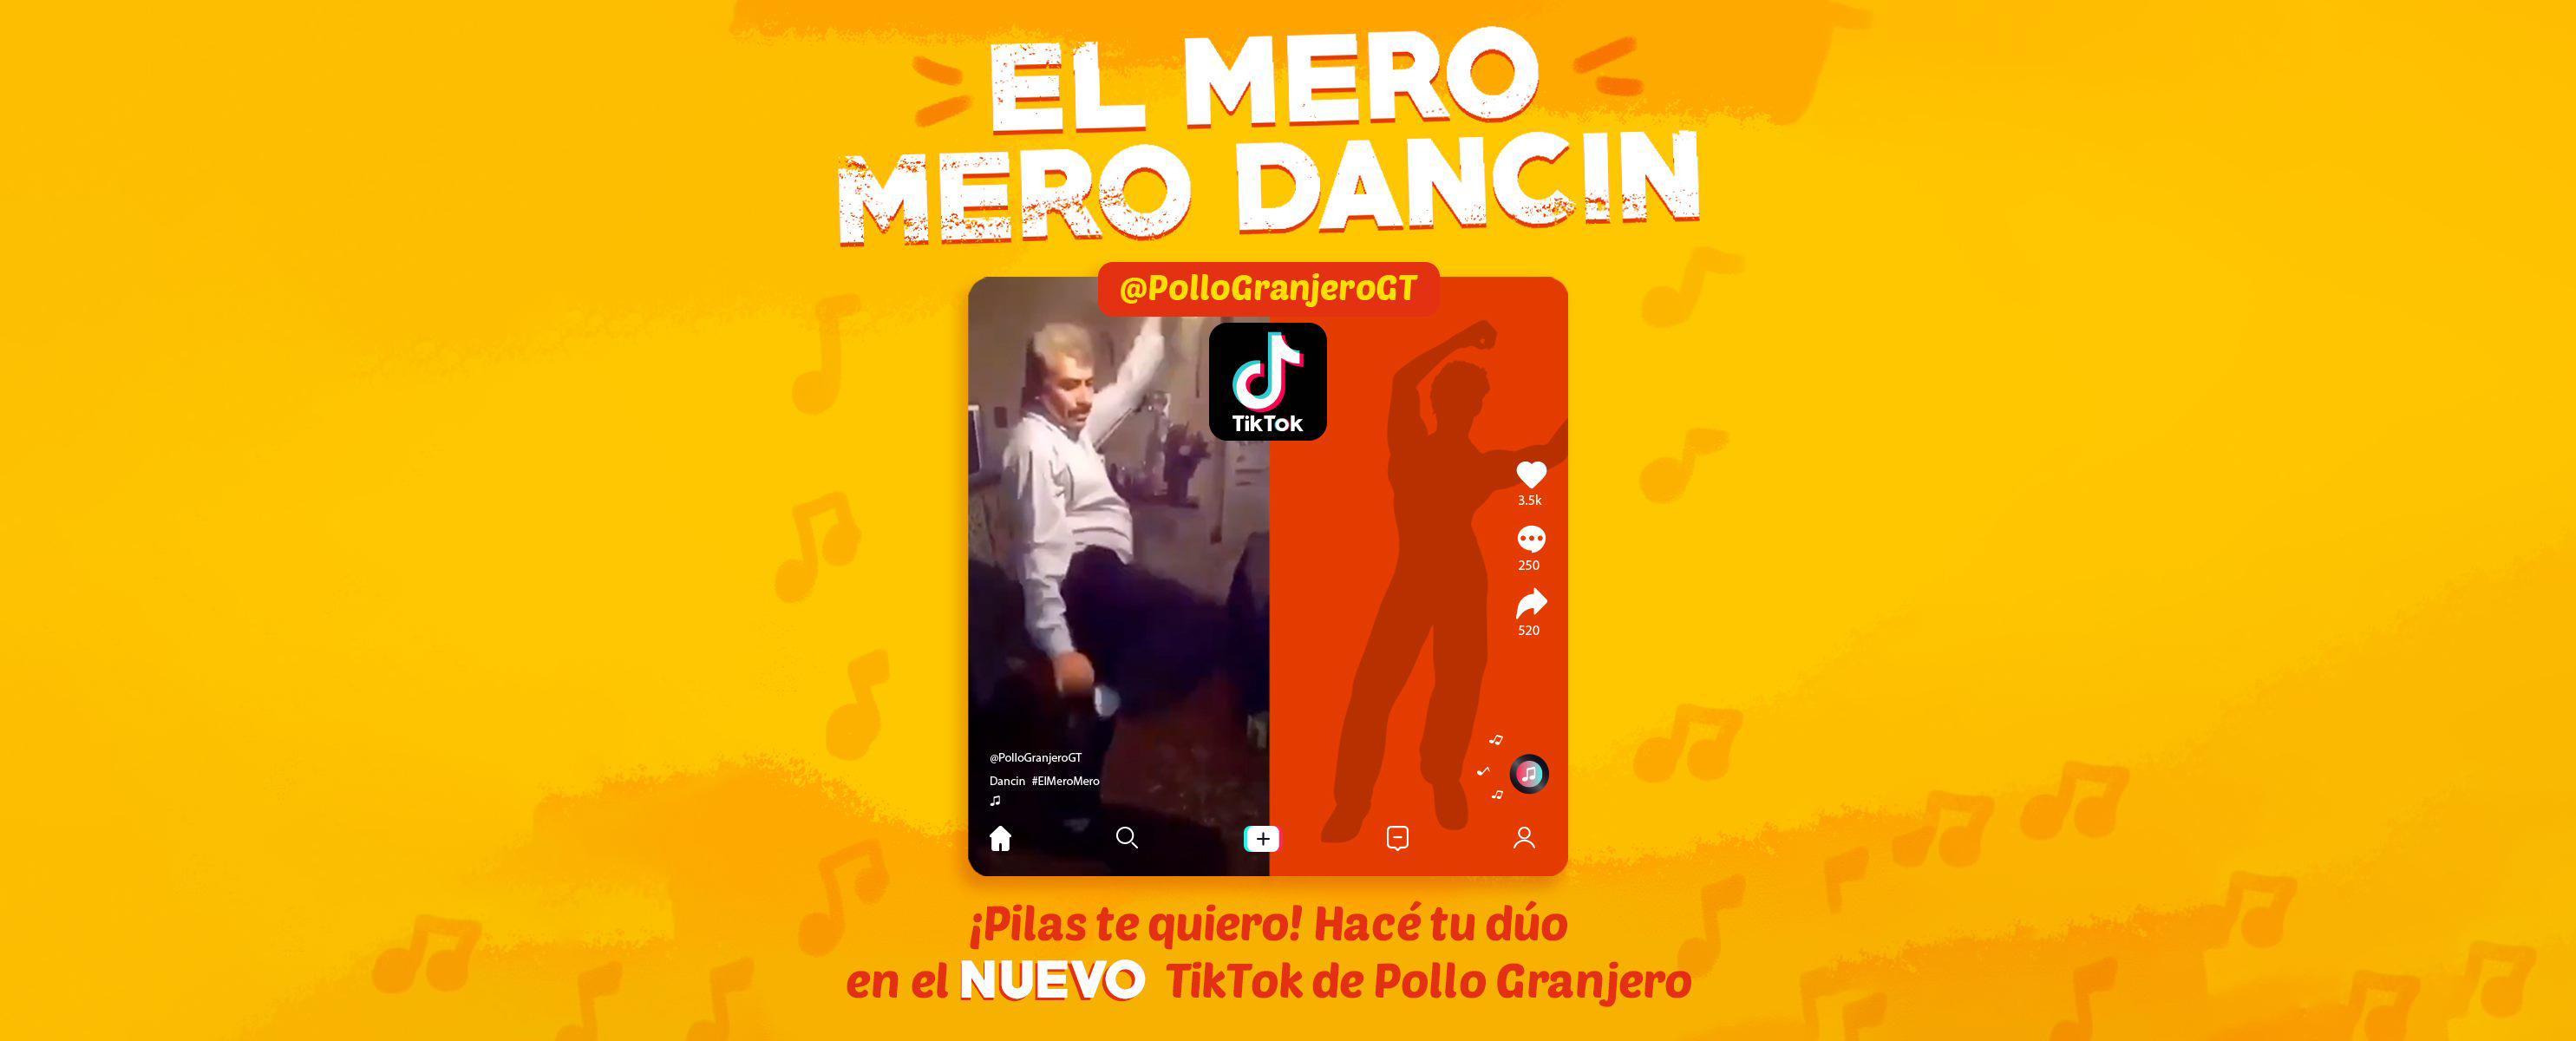 EL MERO
MERO DANCIN
@PolloGranjeroGT
TikTok
3.5k
250
520
@PolloGranjeroGT
Dancin #ElMeroMero
¡Pilas te quiero! Hacé tu dúo
en el NUEVO TikTok de Pollo Granjero